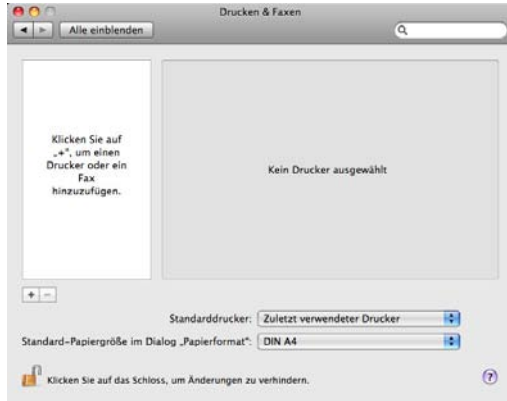 Drucken & Faxen
Alle einblenden
Klicken Sie auf
„+“, um einen
Drucker oder ein
Fax
hinzuzufügen.
Kein Drucker ausgewählt
+ −
Standarddrucker: Zuletzt verwendeter Drucker
Standard-Papiergröße im Dialog „Papierformat“: DIN A4
Klicken Sie auf das Schloss, um Änderungen zu verhindern.
?